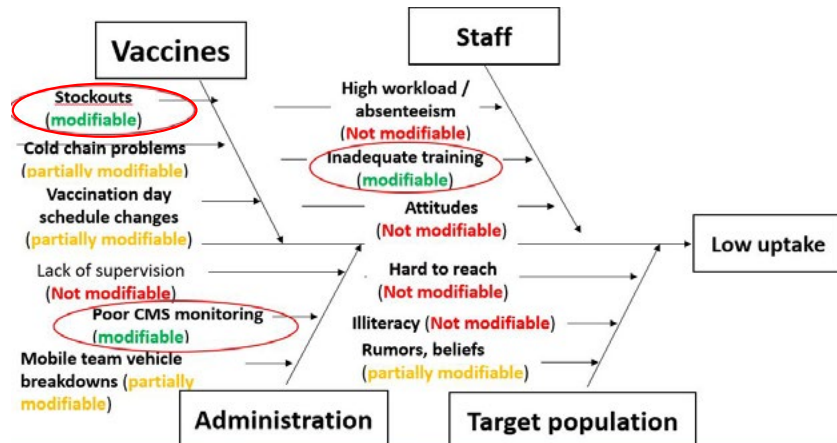 Vaccines
Staff
Stockouts
(modifiable)
Cold chain problems
(partially modifiable)
Vaccination day
schedule changes
(partially modifiable)
High workload /
absenteeism
(Not modifiable)
Inadequate training
(modifiable)
Attitudes
(Not modifiable)
Low uptake
Lack of supervision
(Not modifiable)
Poor CMS monitoring
(modifiable)
Mobile team vehicle
breakdowns (partially
modifiable)
Hard to reach
(Not modifiable)
Illiteracy (Not modifiable)
Rumors, beliefs
(partially modifiable)
Administration
Target population